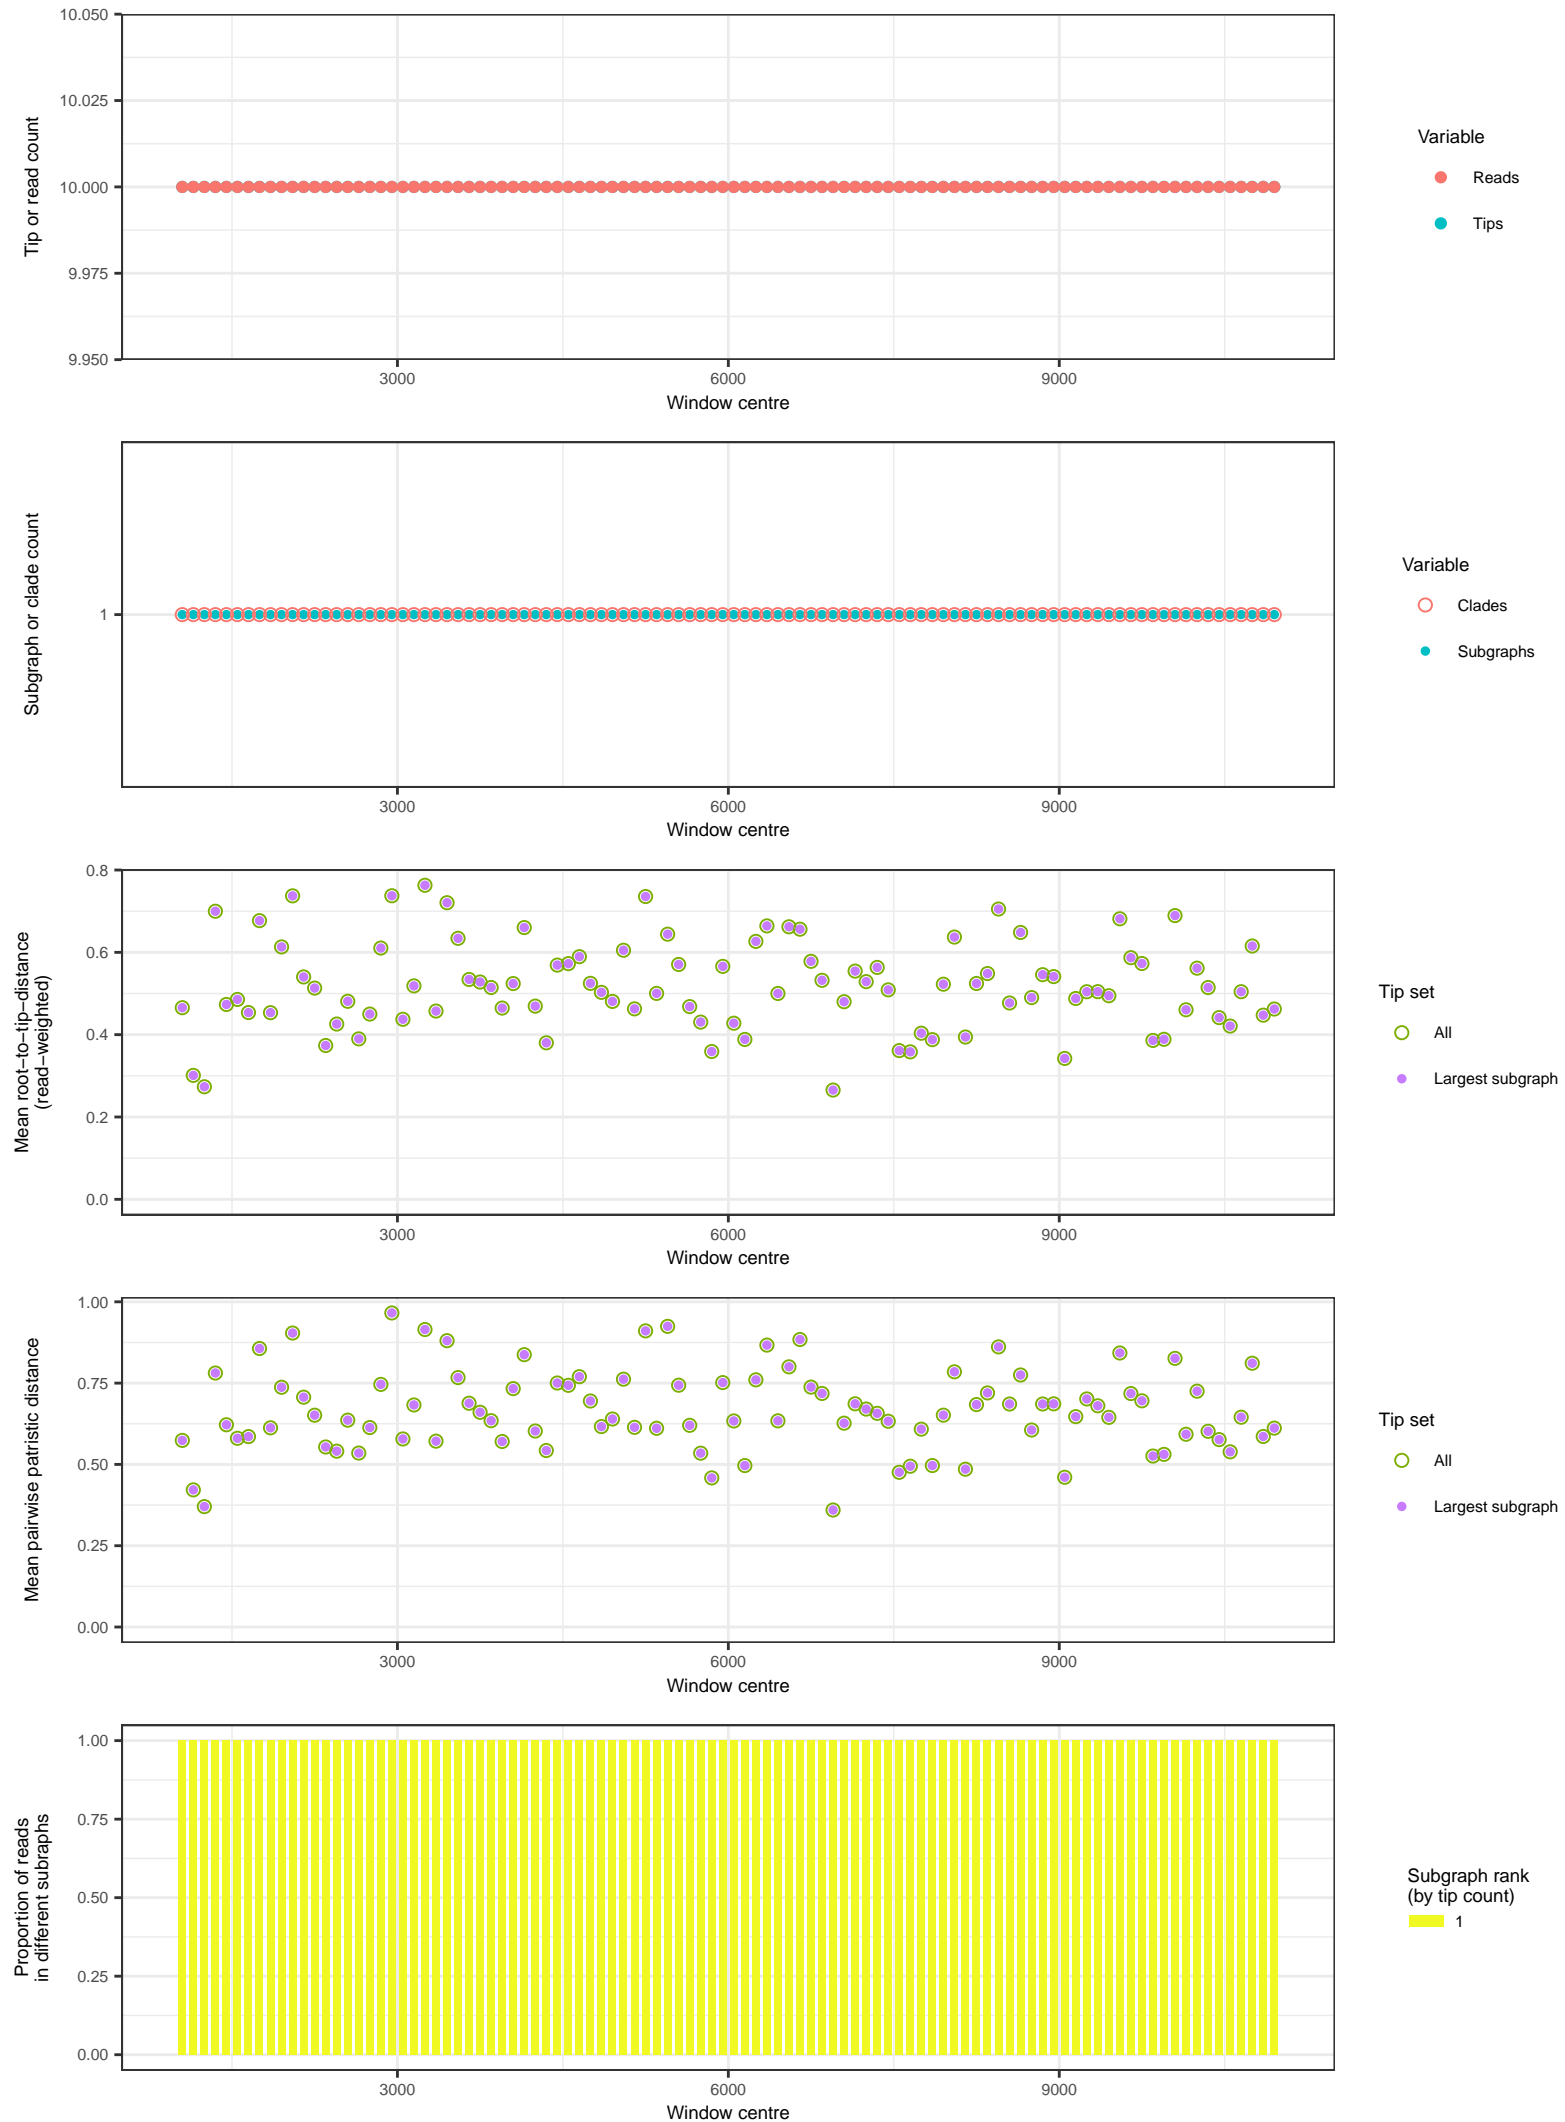 10.050
10.025
10.000
9.975
9.950
Tip or read count
3000
6000
9000
Window centre
Variable
Reads
Tips
1
Subgraph or clade count
3000
6000
9000
Window centre
Variable
Clades
Subgraphs
0.8
0.6
0.4
0.2
0.0
Mean root−to−tip−distance
(read−weighted)
3000
6000
9000
Window centre
Tip set
All
Largest subgraph
1.00
0.75
0.50
0.25
0.00
Mean pairwise patristic distance
3000
6000
9000
Window centre
Tip set
All
Largest subgraph
1.00
0.75
0.50
0.25
0.00
Proportion of reads
in different subraphs
3000
6000
9000
Window centre
Subgraph rank
(by tip count)
1